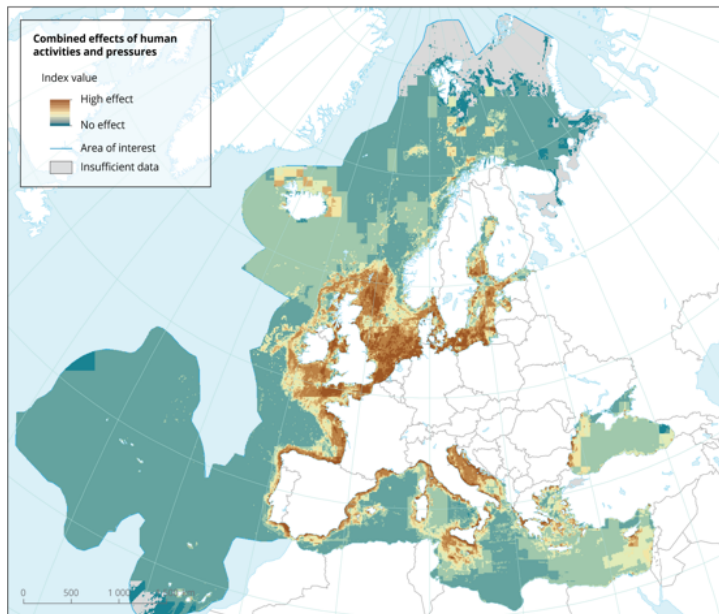 Combined effects of human
activities and pressures
Index value
High effect
No effect
Area of interest
Insufficient data
0 500 1 000